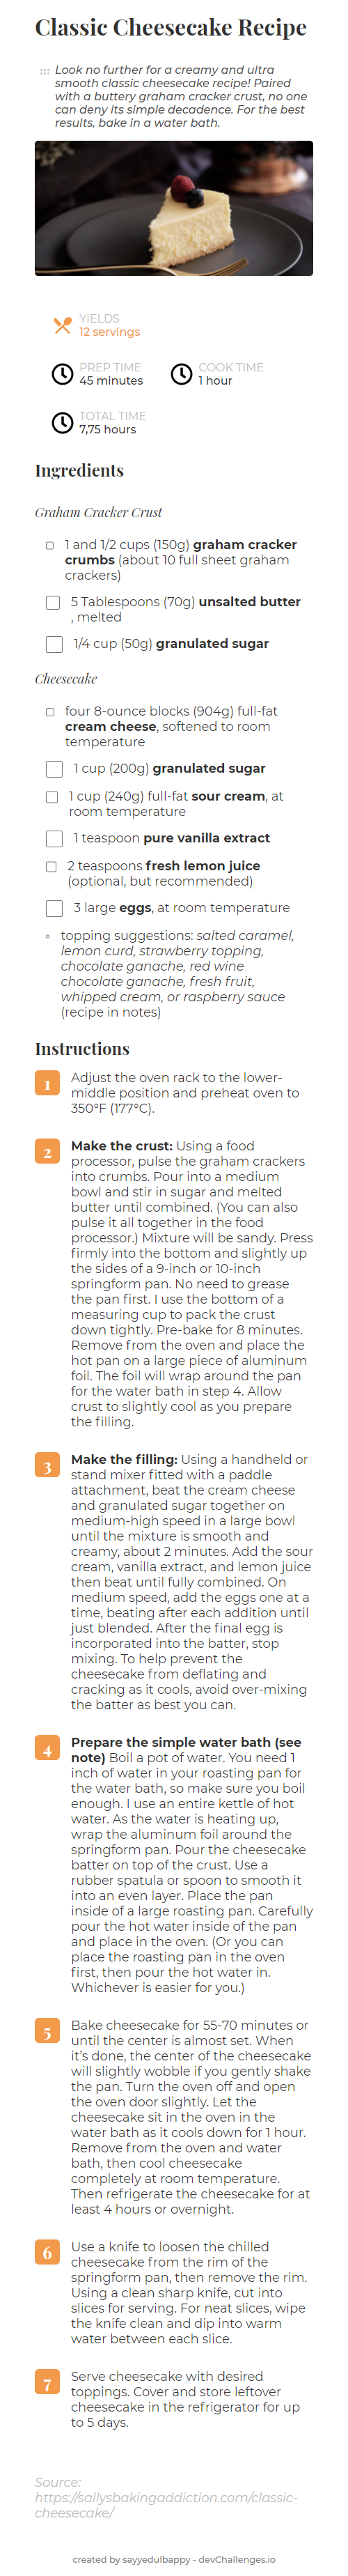 Classic Cheesecake Recipe
Look no further for a creamy and ultra
smooth classic cheesecake recipe! Paired
with a buttery graham cracker crust, no one
can deny its simple decadence. For the best
results, bake in a water bath.
YIELDS
12 servings
PREP TIME
45 minutes
COOK TIME
1 hour
TOTAL TIME
7,75 hours
Ingredients
Graham Cracker Crust
1 and 1/2 cups (150g) graham cracker
crumbs (about 10 full sheet graham
crackers)
5 Tablespoons (70g) unsalted butter
, melted
1/4 cup (50g) granulated sugar
Cheesecake
four 8-ounce blocks (904g) full-fat
cream cheese, softened to room
temperature
1 cup (200g) granulated sugar
1 cup (240g) full-fat sour cream, at
room temperature
1 teaspoon pure vanilla extract
2 teaspoons fresh lemon juice
(optional, but recommended)
3 large eggs, at room temperature
topping suggestions: salted caramel,
lemon curd, strawberry topping,
chocolate ganache, red wine
chocolate ganache, fresh fruit,
whipped cream, or raspberry sauce
(recipe in notes)
Instructions
1
Adjust the oven rack to the lower-
middle position and preheat oven to
350°F (177°C).
2
Make the crust: Using a food
processor, pulse the graham crackers
into crumbs. Pour into a medium
bowl and stir in sugar and melted
butter until combined. (You can also
pulse it all together in the food
processor.) Mixture will be sandy. Press
firmly into the bottom and slightly up
the sides of a 9-inch or 10-inch
springform pan. No need to grease
the pan first. I use the bottom of a
measuring cup to pack the crust
down tightly. Pre-bake for 8 minutes.
Remove from the oven and place the
hot pan on a large piece of aluminum
foil. The foil will wrap around the pan
for the water bath in step 4. Allow
crust to slightly cool as you prepare
the filling.
3
Make the filling: Using a handheld or
stand mixer fitted with a paddle
attachment, beat the cream cheese
and granulated sugar together on
medium-high speed in a large bowl
until the mixture is smooth and
creamy, about 2 minutes. Add the sour
cream, vanilla extract, and lemon juice
then beat until fully combined. On
medium speed, add the eggs one at a
time, beating after each addition until
just blended. After the final egg is
incorporated into the batter, stop
mixing. To help prevent the
cheesecake from deflating and
cracking as it cools, avoid over-mixing
the batter as best you can.
4
Prepare the simple water bath (see
note) Boil a pot of water. You need 1
inch of water in your roasting pan for
the water bath, so make sure you boil
enough. I use an entire kettle of hot
water. As the water is heating up,
wrap the aluminum foil around the
springform pan. Pour the cheesecake
batter on top of the crust. Use a
rubber spatula or spoon to smooth it
into an even layer. Place the pan
inside of a large roasting pan. Carefully
pour the hot water inside of the pan
and place in the oven. (Or you can
place the roasting pan in the oven
first, then pour the hot water in.
Whichever is easier for you.)
5
Bake cheesecake for 55-70 minutes or
until the center is almost set. When
it's done, the center of the cheesecake
will slightly wobble if you gently shake
the pan. Turn the oven off and open
the oven door slightly. Let the
cheesecake sit in the oven in the
water bath as it cools down for 1 hour.
Remove from the oven and water
bath, then cool cheesecake
completely at room temperature.
Then refrigerate the cheesecake for at
least 4 hours or overnight.
6
Use a knife to loosen the chilled
cheesecake from the rim of the
springform pan, then remove the rim.
Using a clean sharp knife, cut into
slices for serving. For neat slices, wipe
the knife clean and dip into warm
water between each slice.
7
Serve cheesecake with desired
toppings. Cover and store leftover
cheesecake in the refrigerator for up
to 5 days.
Source:
https://sallysbakingaddiction.com/classic-
cheesecake/
created by sayyedulbappy - devChallenges.io